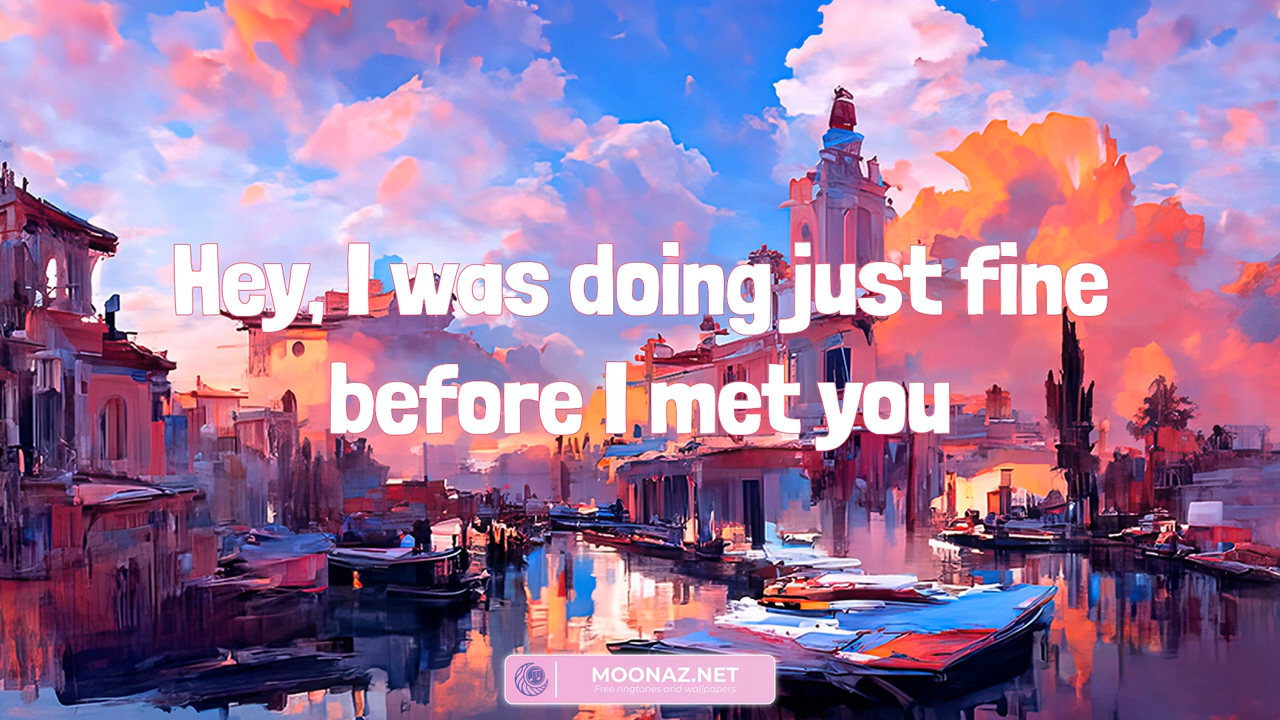 Hey, I was doing just fine
before I met you
MOONAZ.NET
Free ringtones and wallpapers